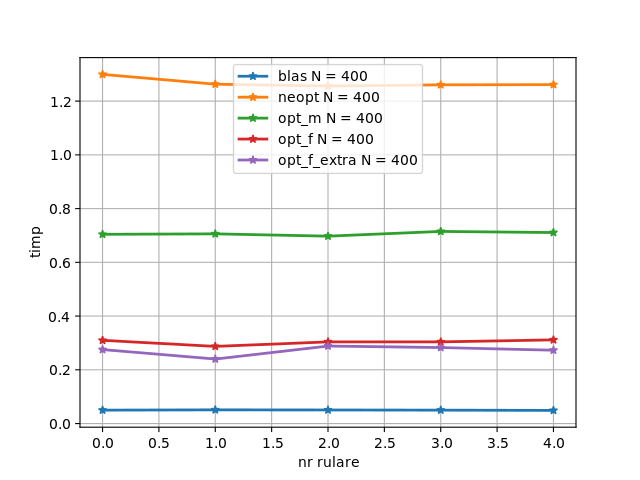 blas N = 400
neopt N = 400
opt_m N = 400
opt_f N = 400
opt_f_extra N = 400
timp
1.2
1.0
0.8
0.6
0.4
0.2
0.0
0.0 0.5 1.0 1.5 2.0 2.5 3.0 3.5 4.0
nr rulare